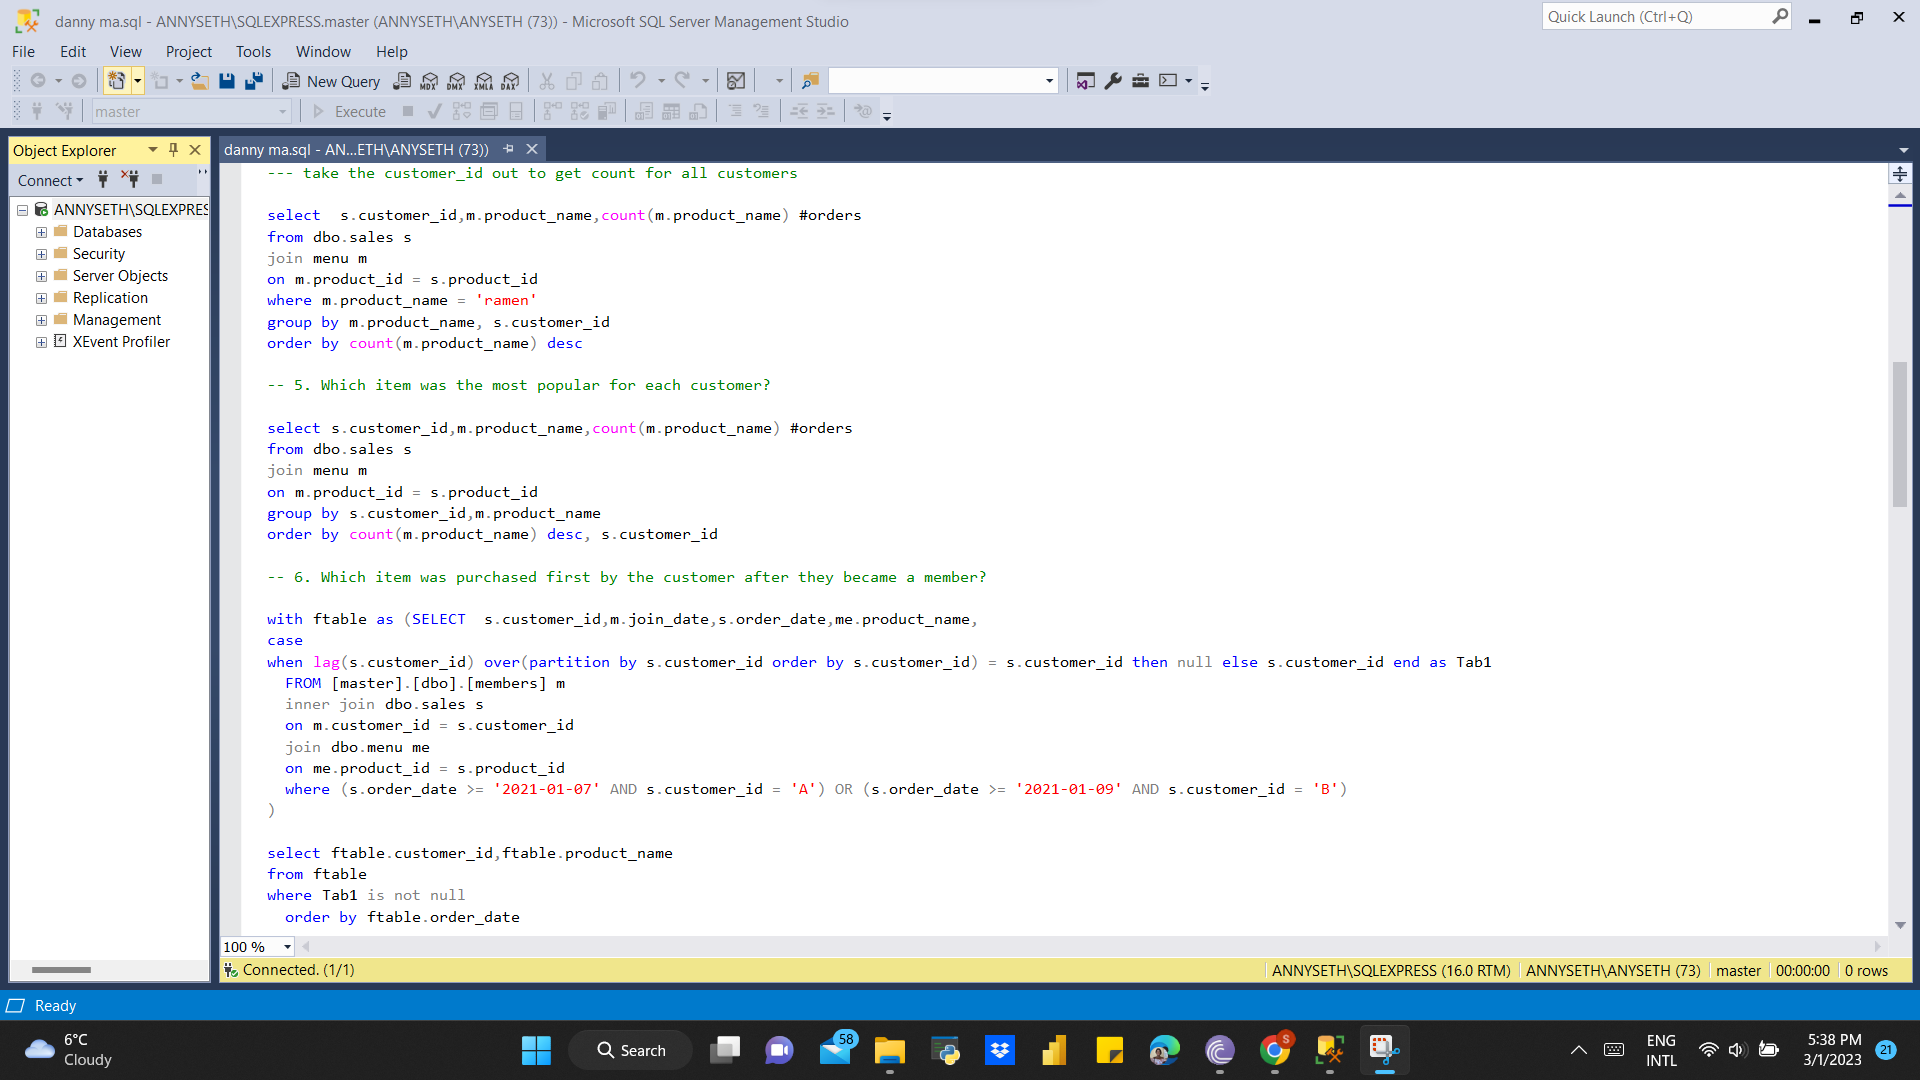 danny ma.sql - ANNYSETH\SQLEXPRESS.master (ANNYSETH\ANYSETH (73)) - Microsoft SQL Server Management Studio
Quick Launch (Ctrl+Q)
File Edit View Project Tools Window Help
New Query MDX DMX XMLA DAX
master Execute
Object Explorer
danny ma.sql - AN...ETH\ANYSETH (73))
Connect
ANNYSETH\SQLEXPRES
Databases
Security
Server Objects
Replication
Management
XEvent Profiler
--- take the customer_id out to get count for all customers
select  s.customer_id,m.product_name,count(m.product_name) #orders
from dbo.sales s
join menu m
on m.product_id = s.product_id
where m.product_name = 'ramen'
group by m.product_name, s.customer_id
order by count(m.product_name) desc
-- 5. Which item was the most popular for each customer?
select s.customer_id,m.product_name,count(m.product_name) #orders
from dbo.sales s
join menu m
on m.product_id = s.product_id
group by s.customer_id,m.product_name
order by count(m.product_name) desc, s.customer_id
-- 6. Which item was purchased first by the customer after they became a member?
with ftable as (SELECT  s.customer_id,m.join_date,s.order_date,me.product_name,
case
when lag(s.customer_id) over(partition by s.customer_id order by s.customer_id) = s.customer_id then null else s.customer_id end as Tab1
FROM [master].[dbo].[members] m
inner join dbo.sales s
on m.customer_id = s.customer_id
join dbo.menu me
on me.product_id = s.product_id
where (s.order_date >= '2021-01-07' AND s.customer_id = 'A') OR (s.order_date >= '2021-01-09' AND s.customer_id = 'B')
)
select ftable.customer_id,ftable.product_name
from ftable
where Tab1 is not null
order by ftable.order_date
100 %
Connected. (1/1)
ANNYSETH\SQLEXPRESS (16.0 RTM) ANNYSETH\ANYSETH (73) master 00:00:00 0 rows
Ready
6°C
Cloudy
Search
58
S
ENG
INTL
5:38 PM
3/1/2023
21